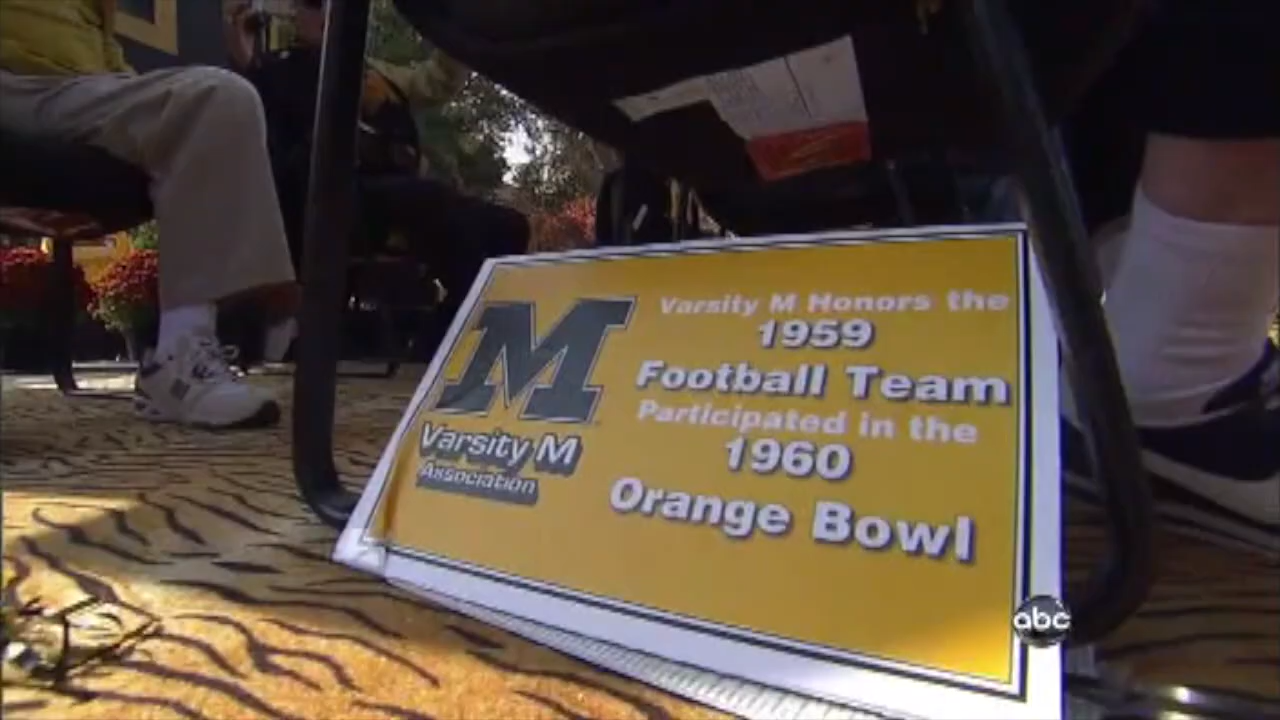 M
Varsity M
Association
Varsity M Honors the
1959
Football Team
Participated in the
1960
Orange Bowl
abc